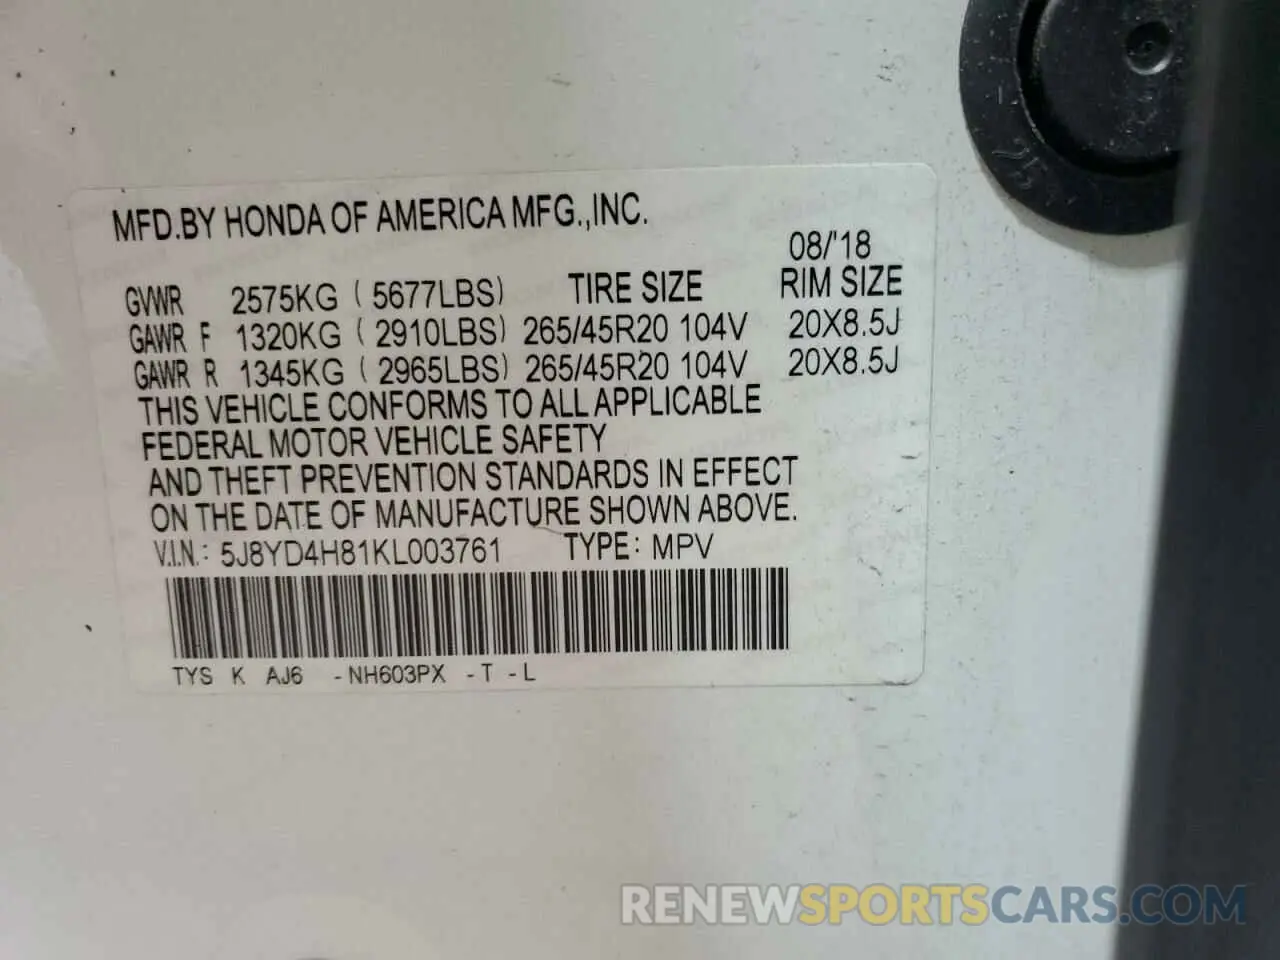 MFD.BY HONDA OF AMERICA MFG.,INC.
08/'18
GVWR 2575KG ( 5677LBS) TIRE SIZE RIM SIZE
GAWR F 1320KG ( 2910LBS) 265/45R20 104V 20X8.5J
GAWR R 1345KG ( 2965LBS) 265/45R20 104V 20X8.5J
THIS VEHICLE CONFORMS TO ALL APPLICABLE
FEDERAL MOTOR VEHICLE SAFETY
AND THEFT PREVENTION STANDARDS IN EFFECT
ON THE DATE OF MANUFACTURE SHOWN ABOVE.
V.I.N.: 5J8YD4H81KL003761 TYPE: MPV
TYS K AJ6 -NH603PX -T -L
RENEWSPORTSCARS.COM